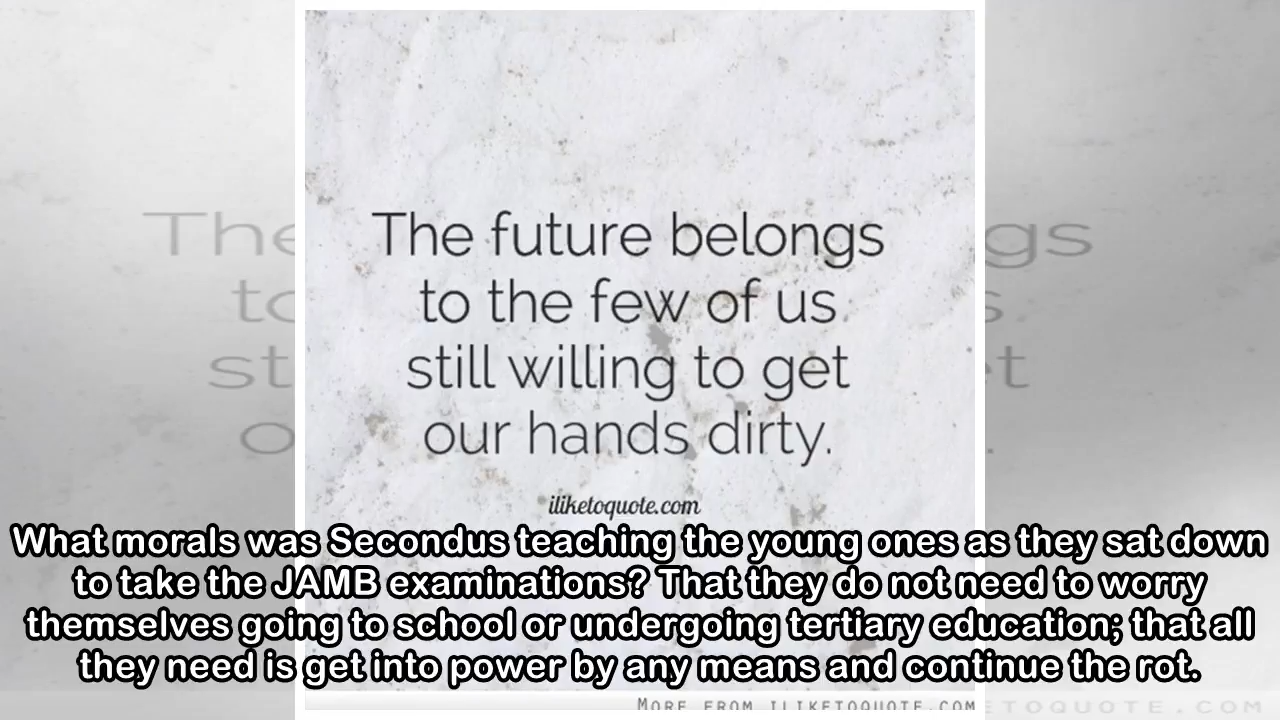 The future belongs
to the few of us
still willing to get
our hands dirty.
iliketoquote.com
What morals was Secondus teaching the young ones as they sat down
to take the JAMB examinations? That they do not need to worry
themselves going to school or undergoing tertiary education; that all
they need is get into power by any means and continue the rot.
More from iliketoquote.com